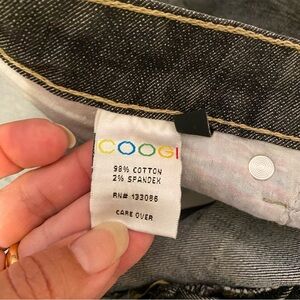 COOGI
98% COTTON
2% SPANDEX
RN# 133086
CARE OVER